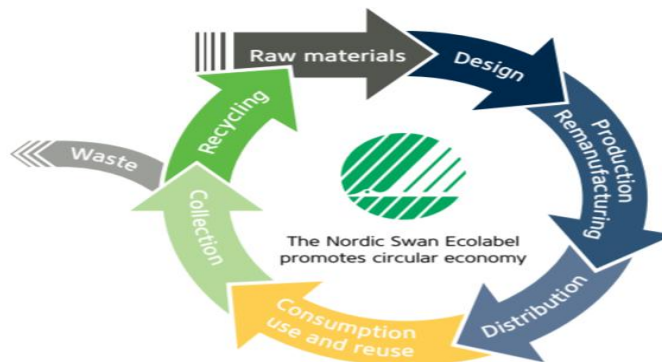 Raw materials
Design
Production
Remanufacturing
Distribution
Consumption
use and reuse
Collection
Recycling
Waste
The Nordic Swan Ecolabel
promotes circular economy